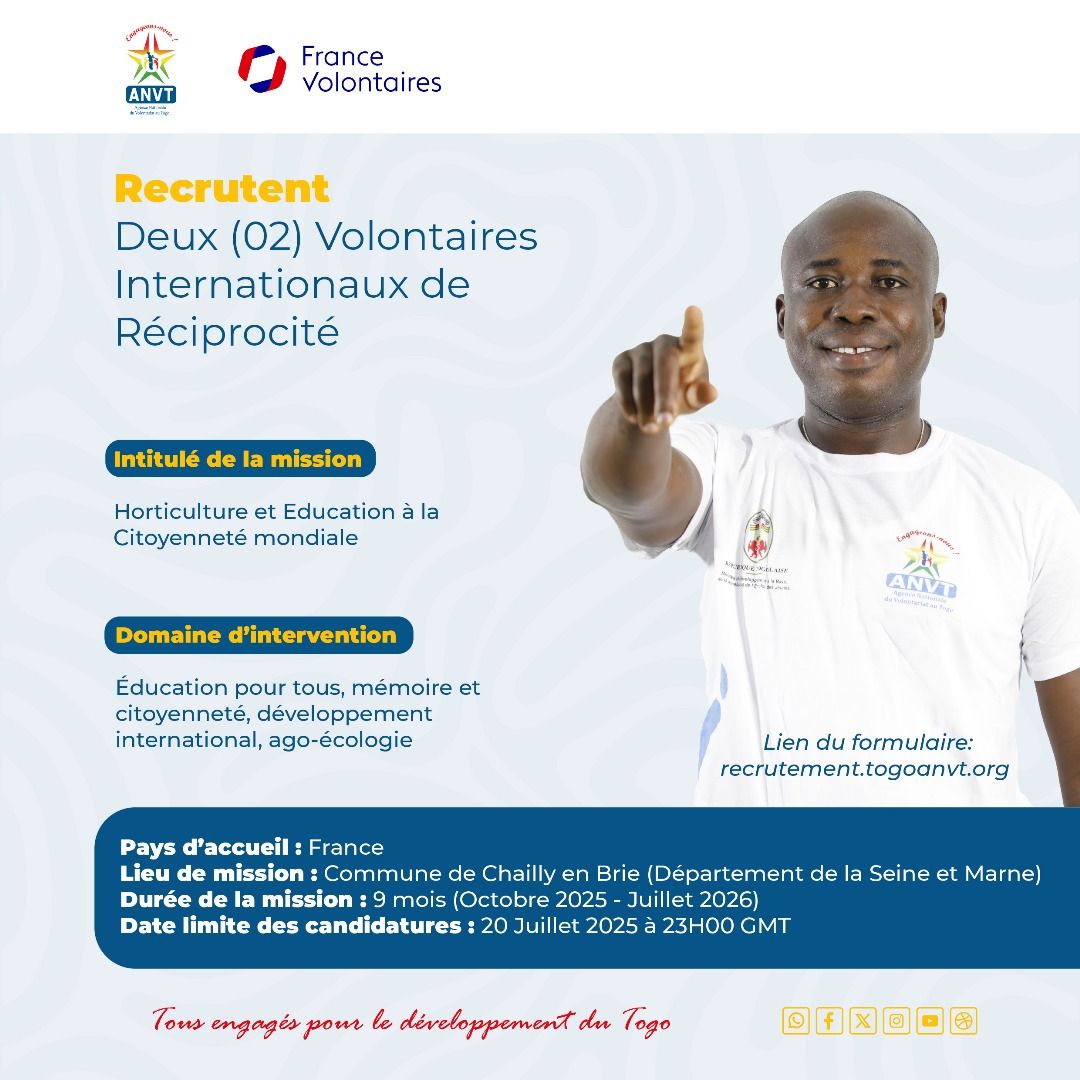 Engageons-nous !
ANVT
Agence Nationale
du Volontariat au Togo
France
Volontaires
Recrutent
Deux (02) Volontaires
Internationaux de
Réciprocité
Intitulé de la mission
Horticulture et Education à la
Citoyenneté mondiale
Domaine d'intervention
Éducation pour tous, mémoire et
citoyenneté, développement
international, ago-écologie
RÉPUBLIQUE TOGOLAISE
Engageons-nous !
ANVT
Agence Nationale
du Volontariat au Togo
Lien du formulaire:
recrutement.togoanvt.org
Pays d'accueil : France
Lieu de mission : Commune de Chailly en Brie (Département de la Seine et Marne)
Durée de la mission : 9 mois (Octobre 2025 - Juillet 2026)
Date limite des candidatures : 20 Juillet 2025 à 23H00 GMT
Tous engagés pour le développement du Togo